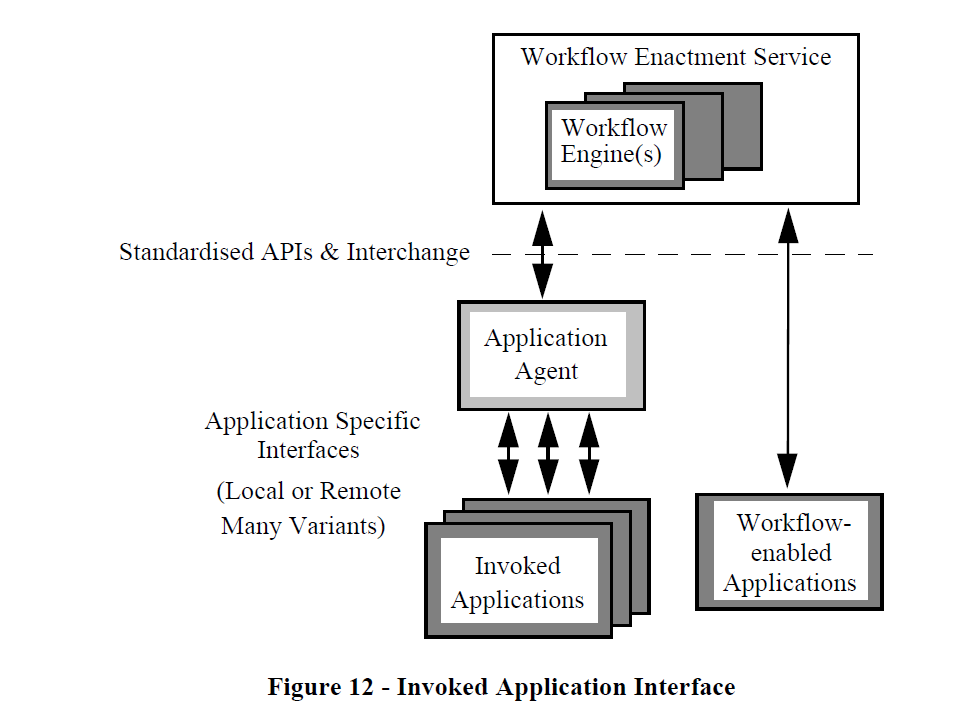 Workflow Enactment Service
Workflow
Engine(s)
Standardised APIs & Interchange
Application
Agent
Application Specific
Interfaces
(Local or Remote
Many Variants)
Invoked
Applications
Workflow-
enabled
Applications
Figure 12 - Invoked Application Interface